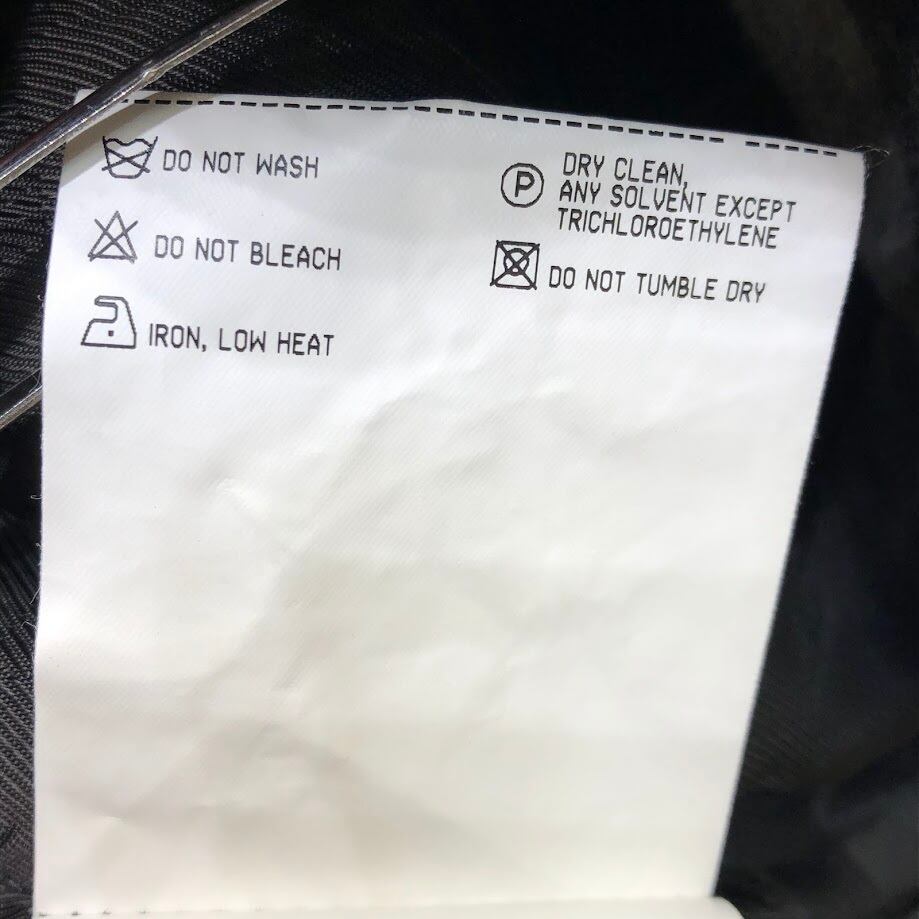 DO NOT WASH
DO NOT BLEACH
IRON, LOW HEAT
P
DRY CLEAN,
ANY SOLVENT EXCEPT
TRICHLOROETHYLENE
DO NOT TUMBLE DRY